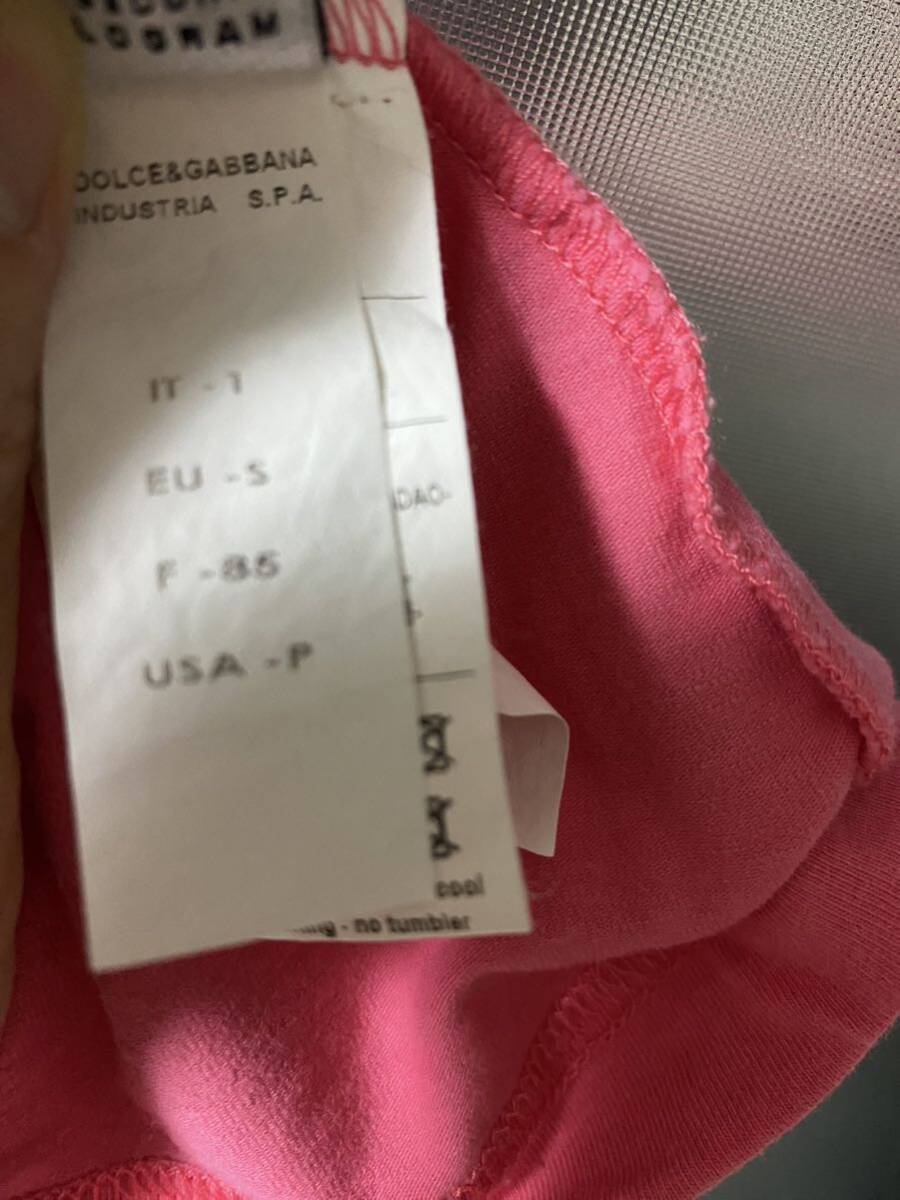 DOLCE&GABBANA
INDUSTRIA S.P.A.
IT - 1
EU - S
F - 85
USA - P
cool
no tumbler